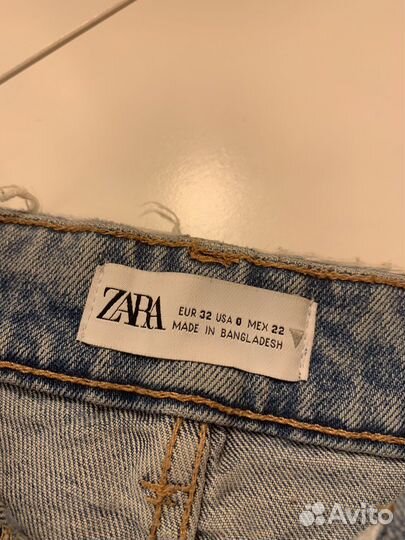 ZARA
EUR 32 USA 0 MEX 22
MADE IN BANGLADESH
Avito